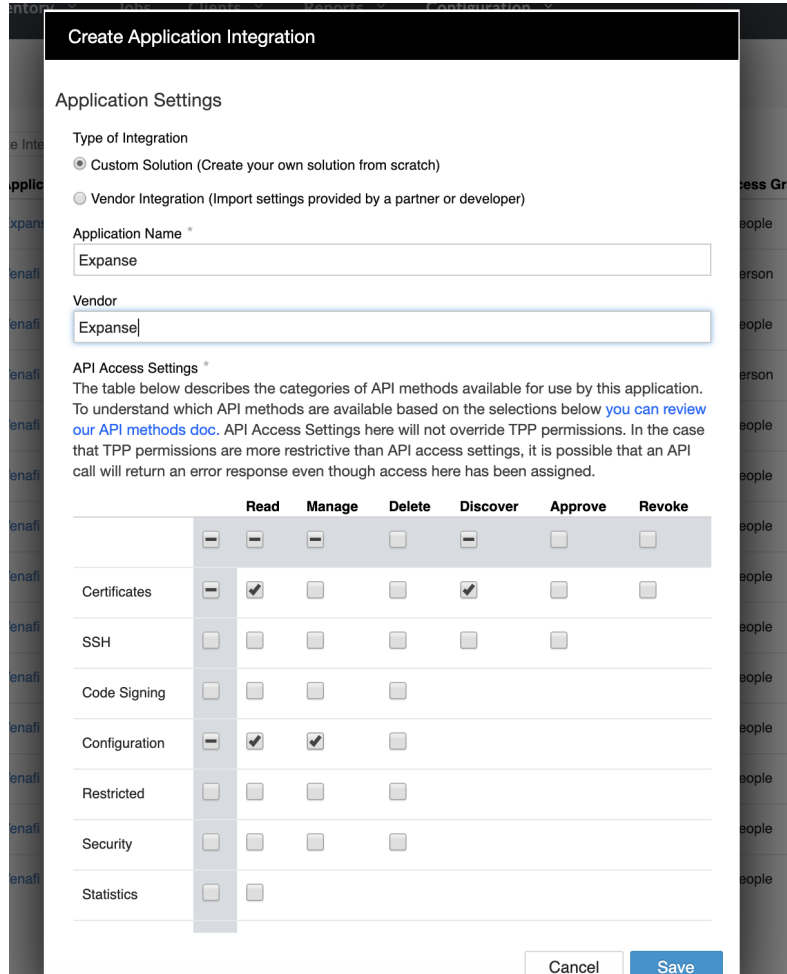 Jobs Clients Reports Configuration
Create Application Integration
Application Settings
Type of Integration
Custom Solution (Create your own solution from scratch)
Vendor Integration (Import settings provided by a partner or developer)
Application Name *
Expanse
Vendor
Expanse
API Access Settings *
The table below describes the categories of API methods available for use by this application.
To understand which API methods are available based on the selections below you can review
our API methods doc. API Access Settings here will not override TPP permissions. In the case
that TPP permissions are more restrictive than API access settings, it is possible that an API
call will return an error response even though access here has been assigned.
Read Manage Delete Discover Approve Revoke
Certificates
SSH
Code Signing
Configuration
Restricted
Security
Statistics
Cancel Save